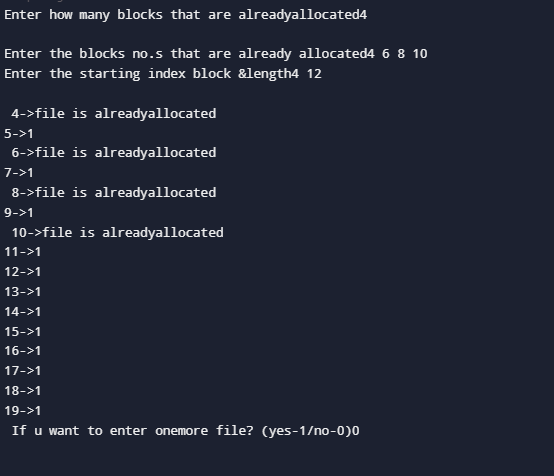 Enter how many blocks that are alreadyallocated4
Enter the blocks no.s that are already allocated4 6 8 10
Enter the starting index block &length4 12
4->file is alreadyallocated
5->1
6->file is alreadyallocated
7->1
8->file is alreadyallocated
9->1
10->file is alreadyallocated
11->1
12->1
13->1
14->1
15->1
16->1
17->1
18->1
19->1
If u want to enter onemore file? (yes-1/no-0)0